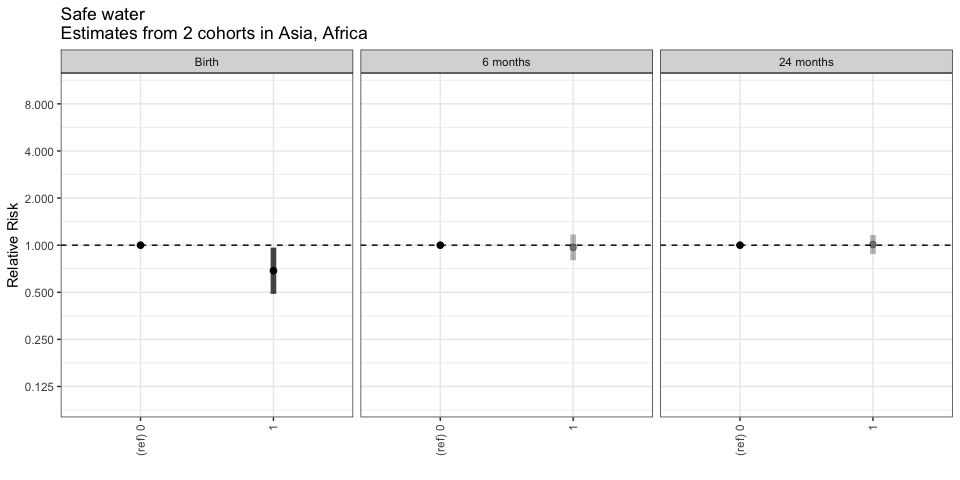 Safe water
Estimates from 2 cohorts in Asia, Africa
Birth
6 months
24 months
Relative Risk
8.000
4.000
2.000
1.000
0.500
0.250
0.125
(ref) 0
1
(ref) 0
1
(ref) 0
1